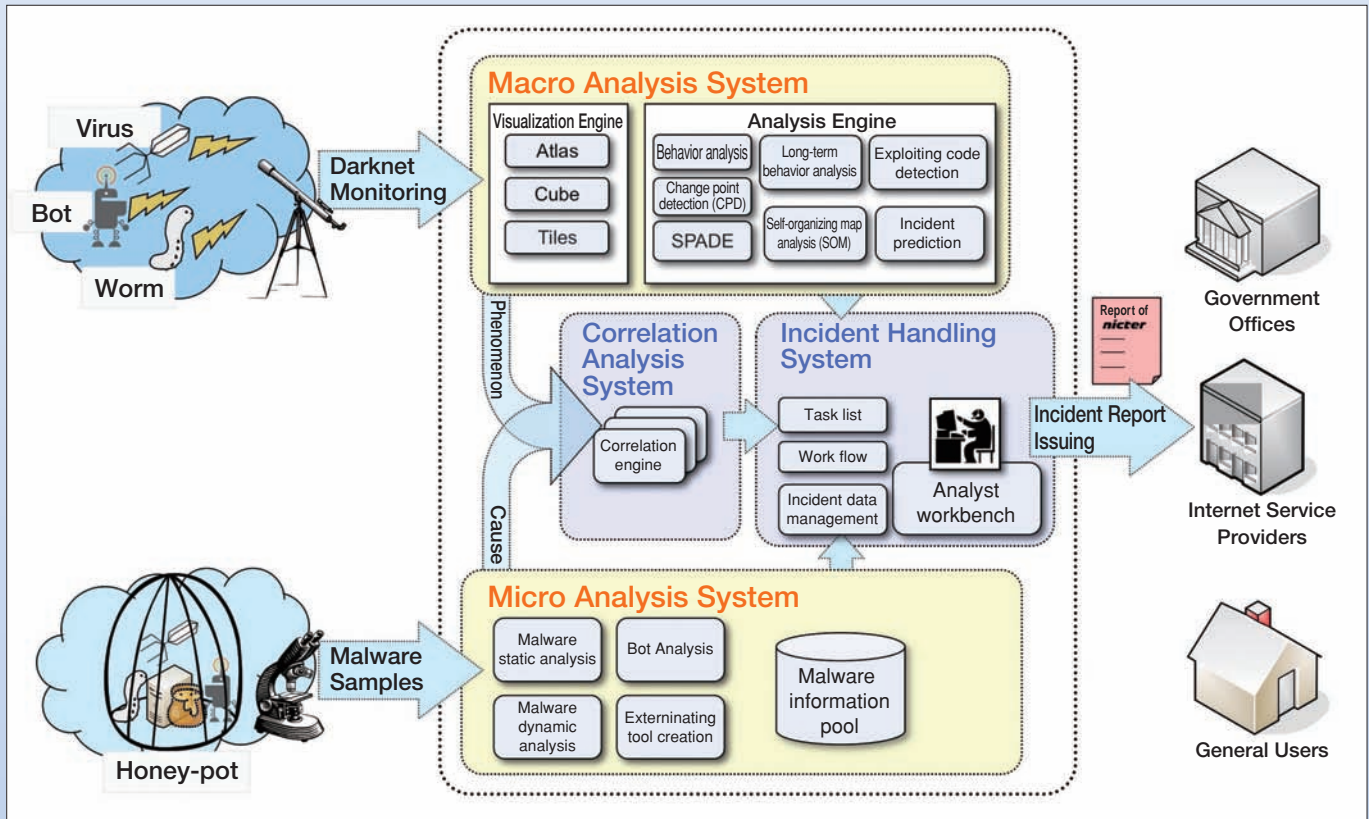 Macro Analysis System
Visualization Engine
Atlas
Cube
Tiles
Analysis Engine
Behavior analysis
Long-term
behavior analysis
Exploiting code
detection
Change point
detection (CPD)
SPADE
Self-organizing map
analysis (SOM)
Incident
prediction
Virus
Bot
Worm
Darknet
Monitoring
Phenomenon
Cause
Correlation
Analysis
System
Correlation
engine
Incident Handling
System
Task list
Work flow
Incident data
management
Analyst
workbench
Report of
nicter
Incident Report
Issuing
Government
Offices
Internet Service
Providers
General Users
Micro Analysis System
Malware
static analysis
Bot Analysis
Malware
dynamic
analysis
Externinating
tool creation
Malware
information
pool
Malware
Samples
Honey-pot